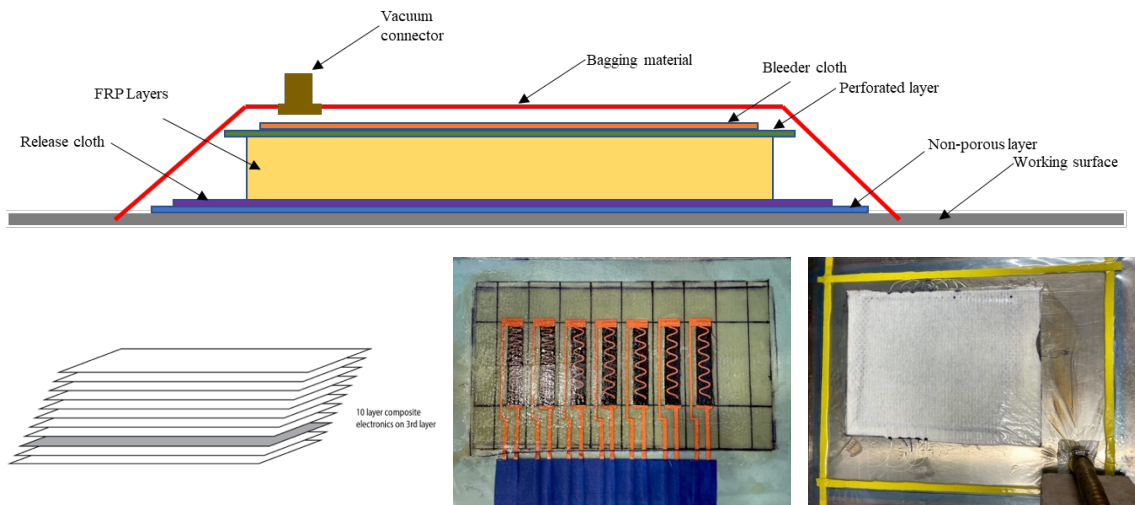 Vacuum
connector
Bagging material
Bleeder cloth
FRP Layers
Perforated layer
Release cloth
Non-porous layer
Working surface
10 layer composite
electronics on 3rd layer